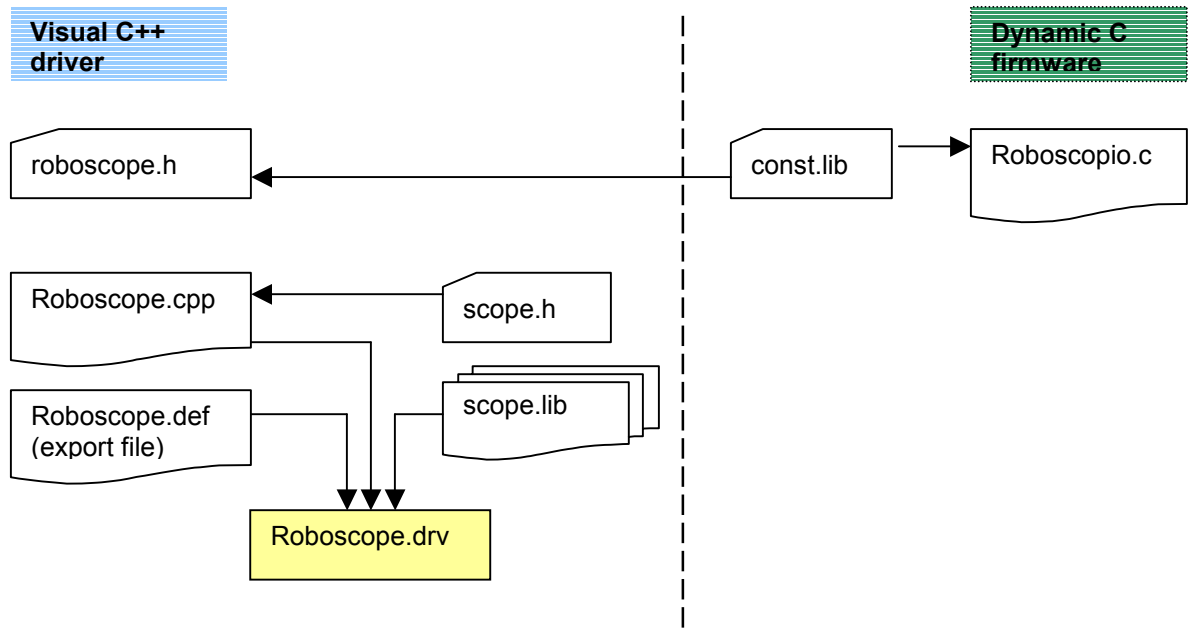 Visual C++
driver
Dynamic C
firmware
roboscope.h
const.lib
Roboscopio.c
Roboscope.cpp
scope.h
Roboscope.def
(export file)
scope.lib
Roboscope.drv